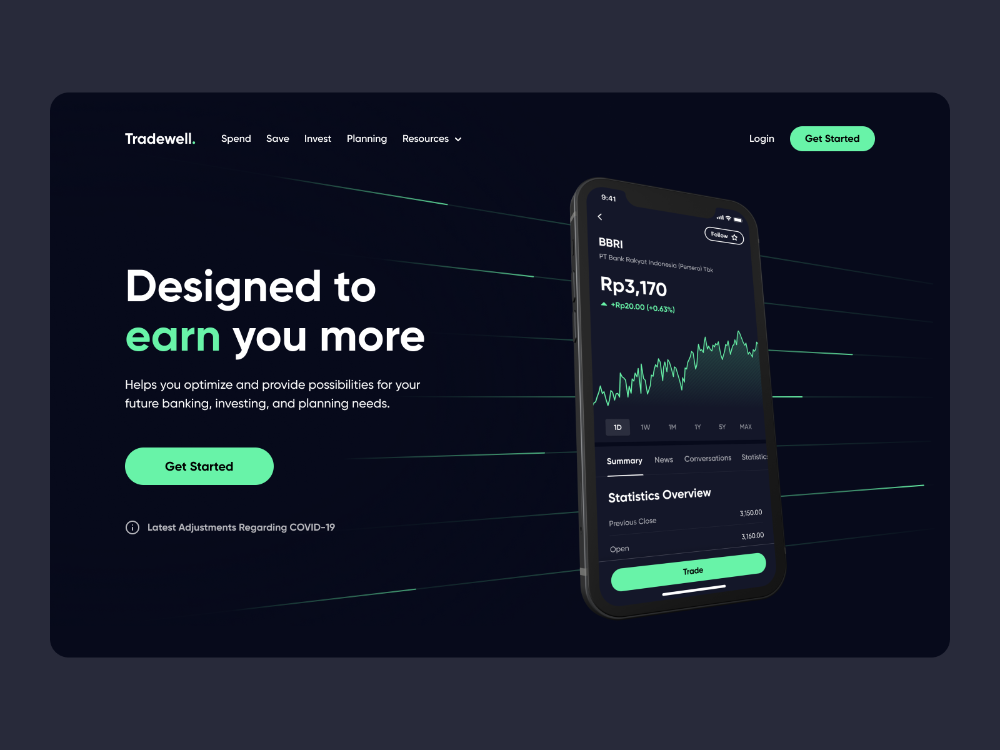 Tradewell.
Spend
Save
Invest
Planning
Resources
Login
Get Started
Designed to
earn you more
Helps you optimize and provide possibilities for your
future banking, investing, and planning needs.
Get Started
Latest Adjustments Regarding COVID-19
9:41
Follow
BBRI
PT Bank Rakyat Indonesia (Persero) Tbk
Rp3,170
+Rp20.00 (+0.63%)
1D
1W
1M
1Y
5Y
MAX
Summary
News
Conversations
Statistics
Statistics Overview
Previous Close
3,150.00
Open
3,160.00
Trade